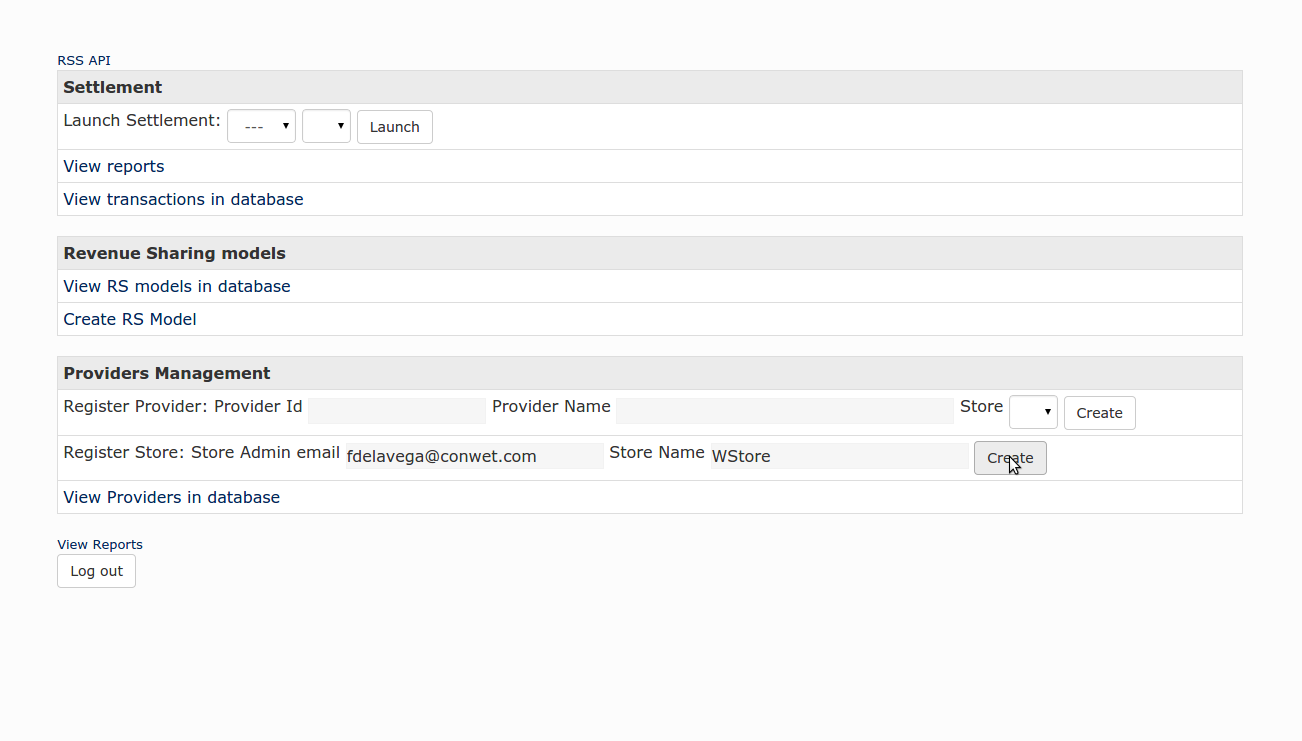 RSS API
Settlement
Launch Settlement: --- Launch
View reports
View transactions in database
Revenue Sharing models
View RS models in database
Create RS Model
Providers Management
Register Provider: Provider Id Provider Name Store Create
Register Store: Store Admin email fdelavega@conwet.com Store Name WStore Create
View Providers in database
View Reports
Log out